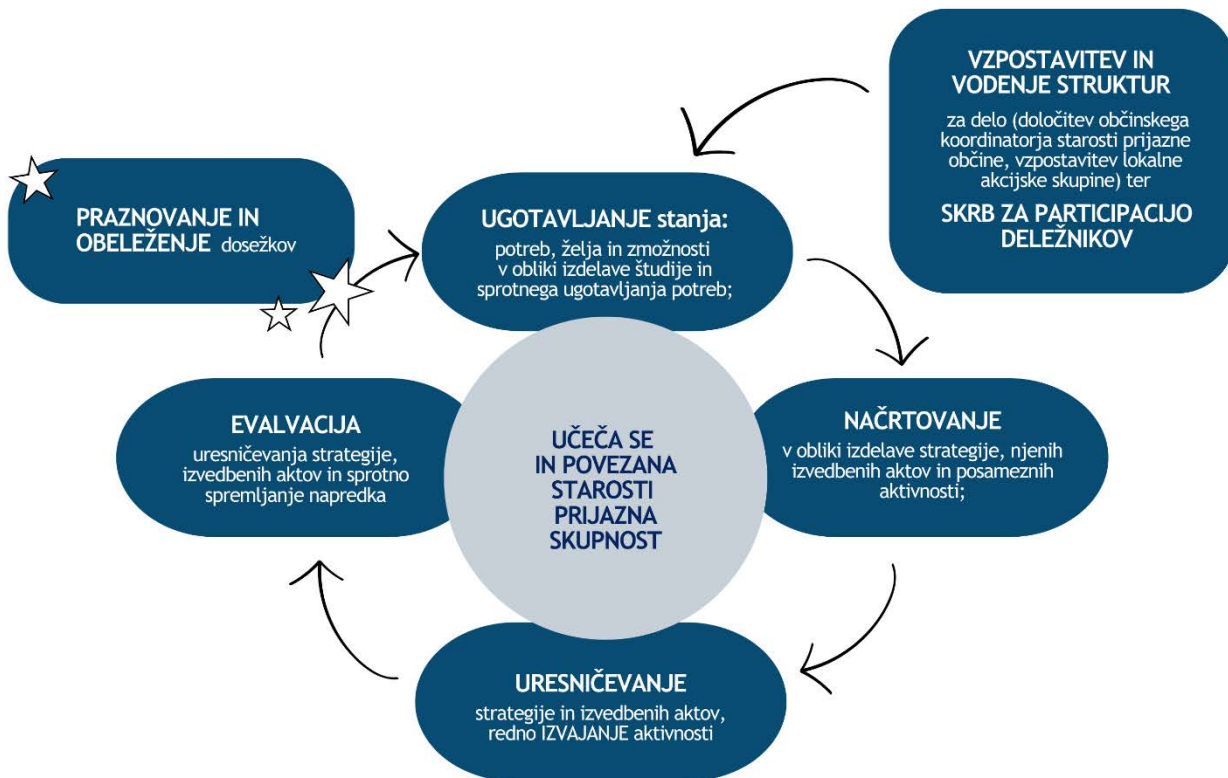 VZPOSTAVITEV IN
VODENJE STRUKTUR
za delo (določitev občinskega
koordinatorja starosti prijazne
občine, vzpostavitev lokalne
akcijske skupine) ter
SKRB ZA PARTICIPACIJO
DELEŽNIKOV
PRAZNOVANJE IN
OBELEŽENJE dosežkov
UGOTAVLJANJE stanja:
potreb, želja in zmožnosti
v obliki izdelave študije in
sprotnega ugotavljanja potreb;
NAČRTOVANJE
v obliki izdelave strategije, njenih
izvedbenih aktov in posameznih
aktivnosti;
URESNIČEVANJE
strategije in izvedbenih aktov,
redno IZVAJANJE aktivnosti
EVALVACIJA
uresničevanja strategije,
izvedbenih aktov in sprotno
spremljanje napredka
UČEČA SE
IN POVEZANA
STAROSTI
PRIJAZNA
SKUPNOST